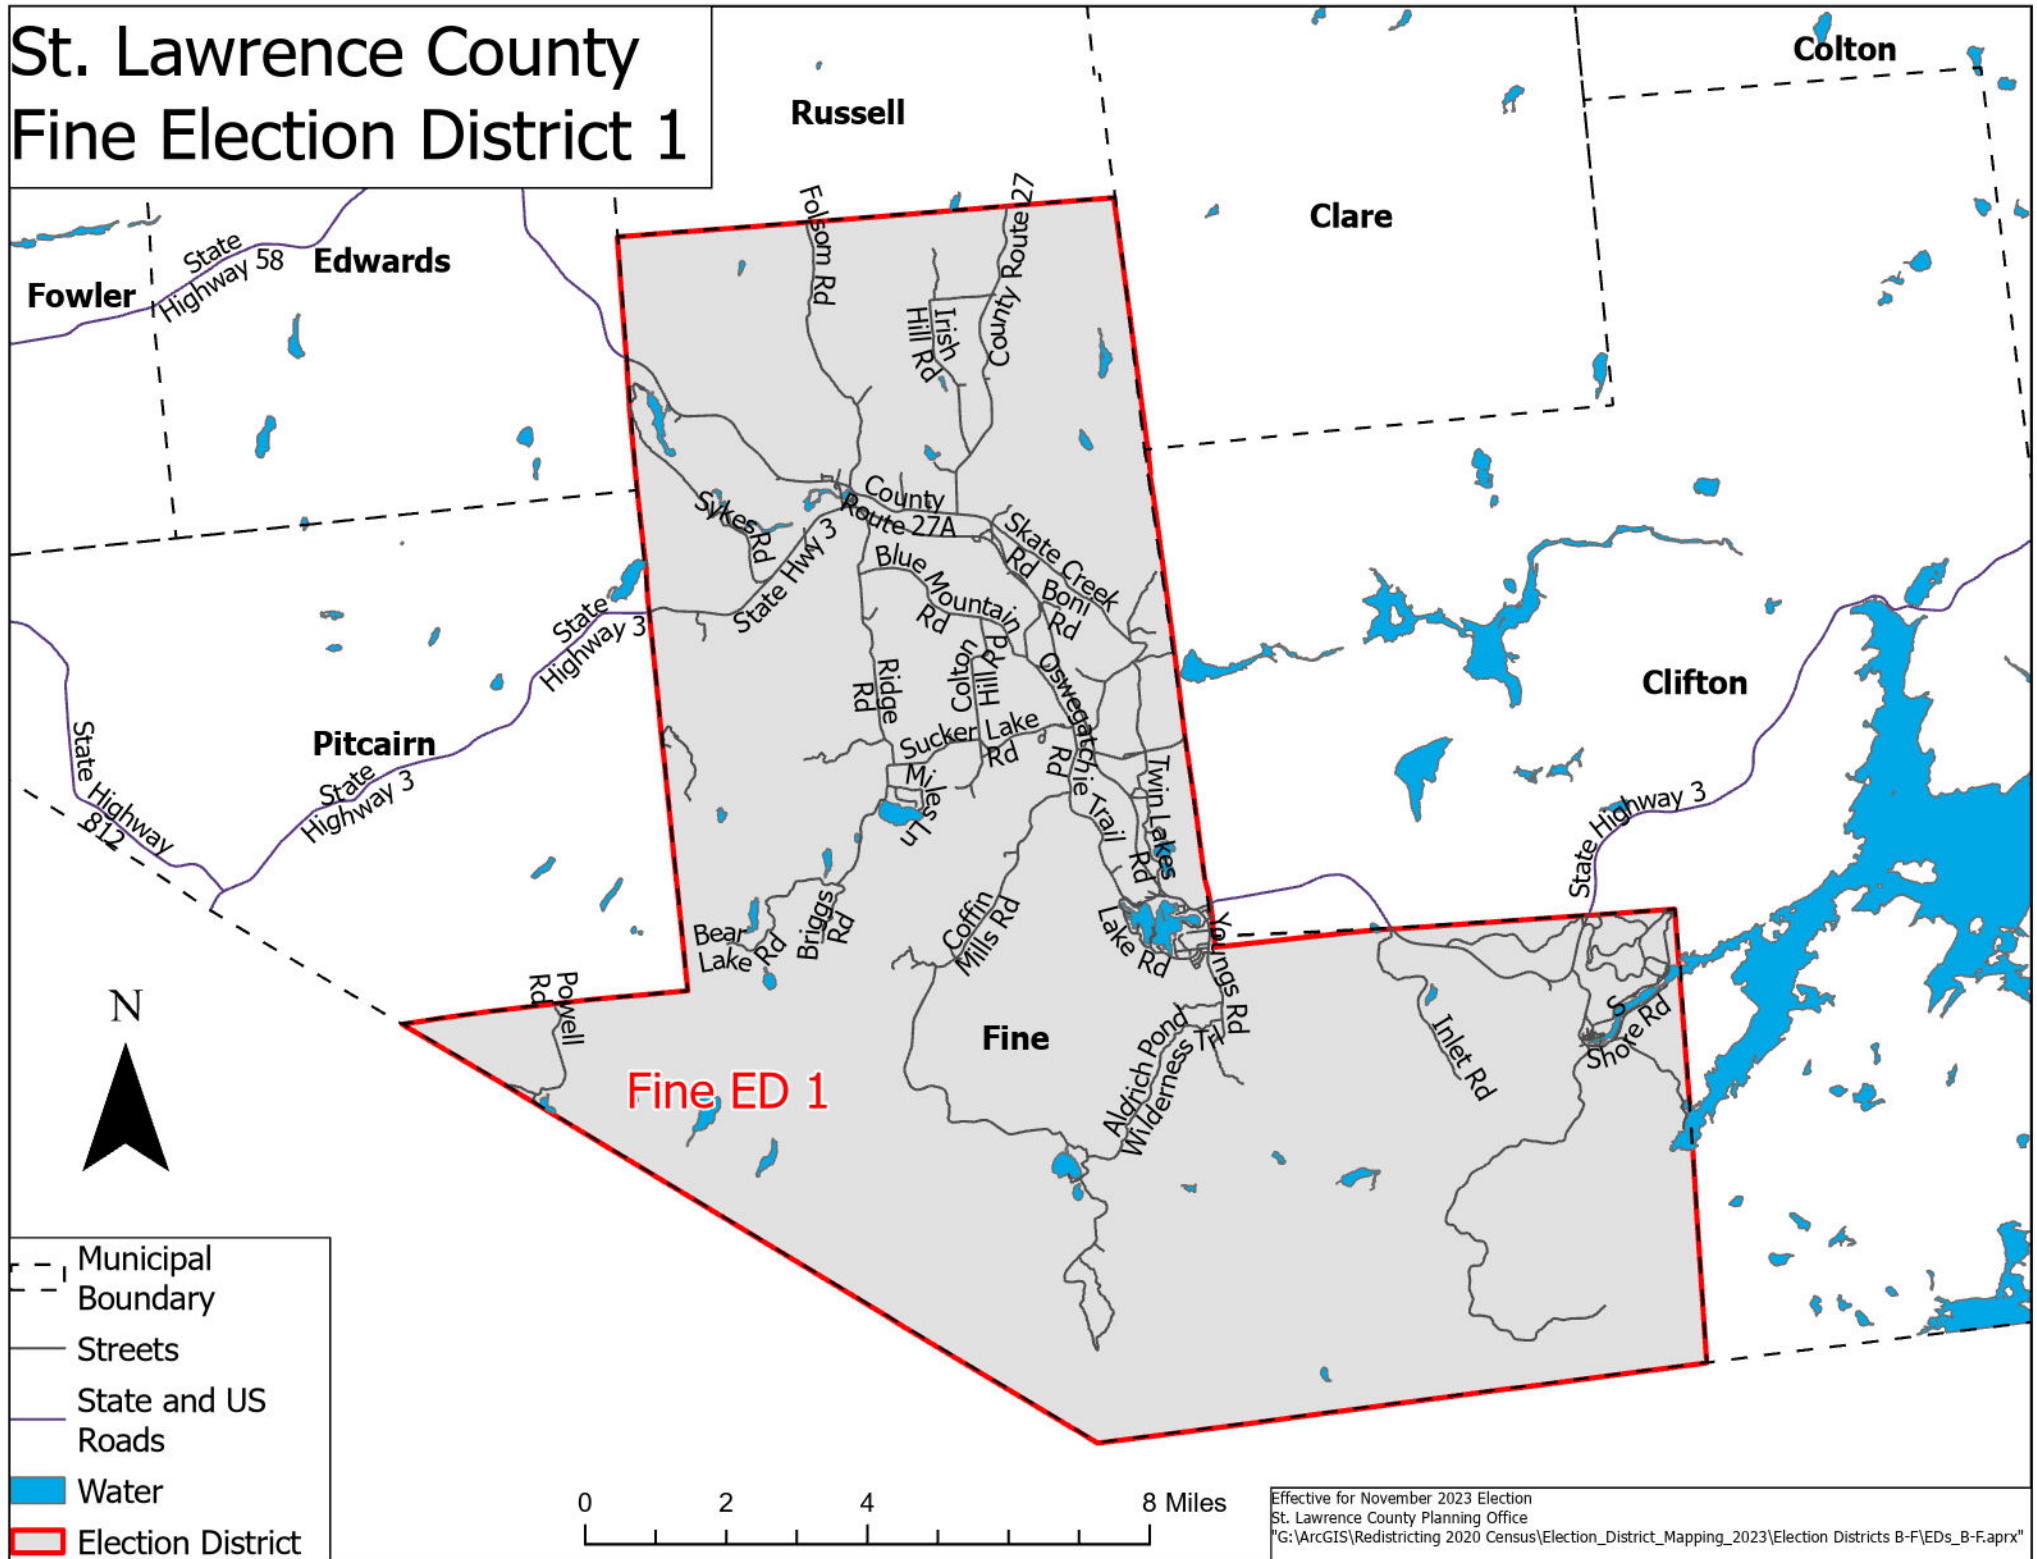 St. Lawrence County
Fine Election District 1
Russell
Colton
Clare
Fowler
Edwards
State
Highway 58
Folsom Rd
County Route 27
Irish
Hill Rd
Sykes Rd
State Hwy 3
County
Route 27A
Skate Creek
Rd
Blue Mountain
Rd
Boni
Rd
State
Highway 3
Ridge
Rd
Colton
Hill Rd
Oswegatchie
Trail
Rd
Sucker Lake
Rd
Miles
Ln
Twin Lakes
Rd
Clifton
Pitcairn
State
Highway 3
State Highway
812
State Highway 3
Bear
Lake Rd
Briggs
Rd
Coffin
Mills Rd
Lake Rd
Youngs Rd
Powell
Rd
Fine
Fine ED 1
Aldrich Pond
Wilderness Trl
Inlet Rd
S
Shore Rd
N
Municipal
Boundary
Streets
State and US
Roads
Water
Election District
0 2 4 8 Miles
Effective for November 2023 Election
St. Lawrence County Planning Office
"G:\ArcGIS\Redistricting 2020 Census\Election_District_Mapping_2023\Election Districts B-F\EDs_B-F.aprx"